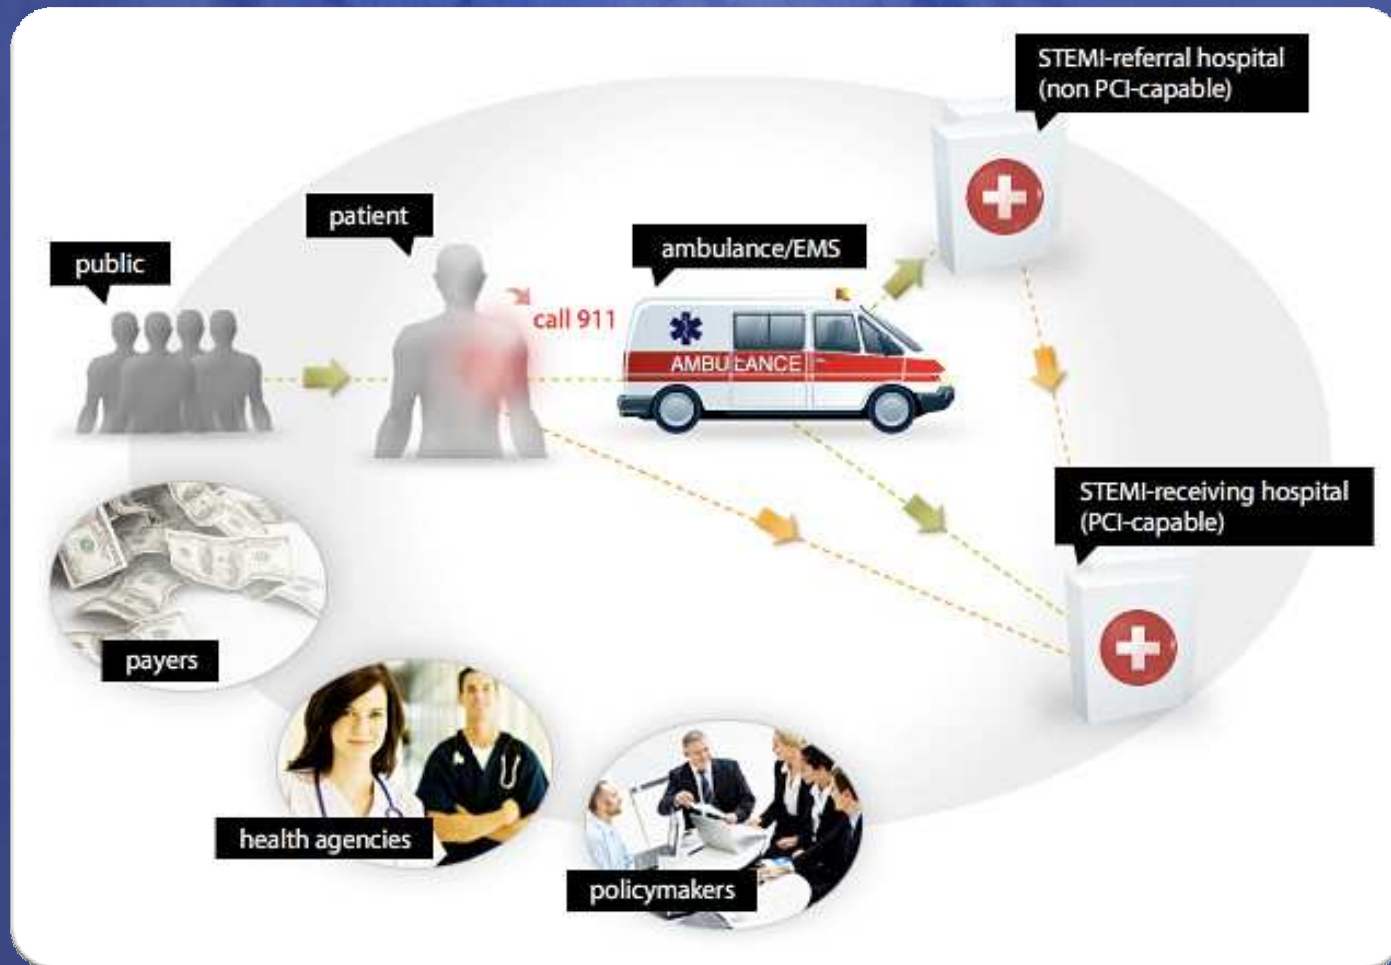 STEMI-referral hospital
(non PCI-capable)
patient
public
ambulance/EMS
call 911
AMBULANCE
STEMI-receiving hospital
(PCI-capable)
payers
health agencies
policymakers